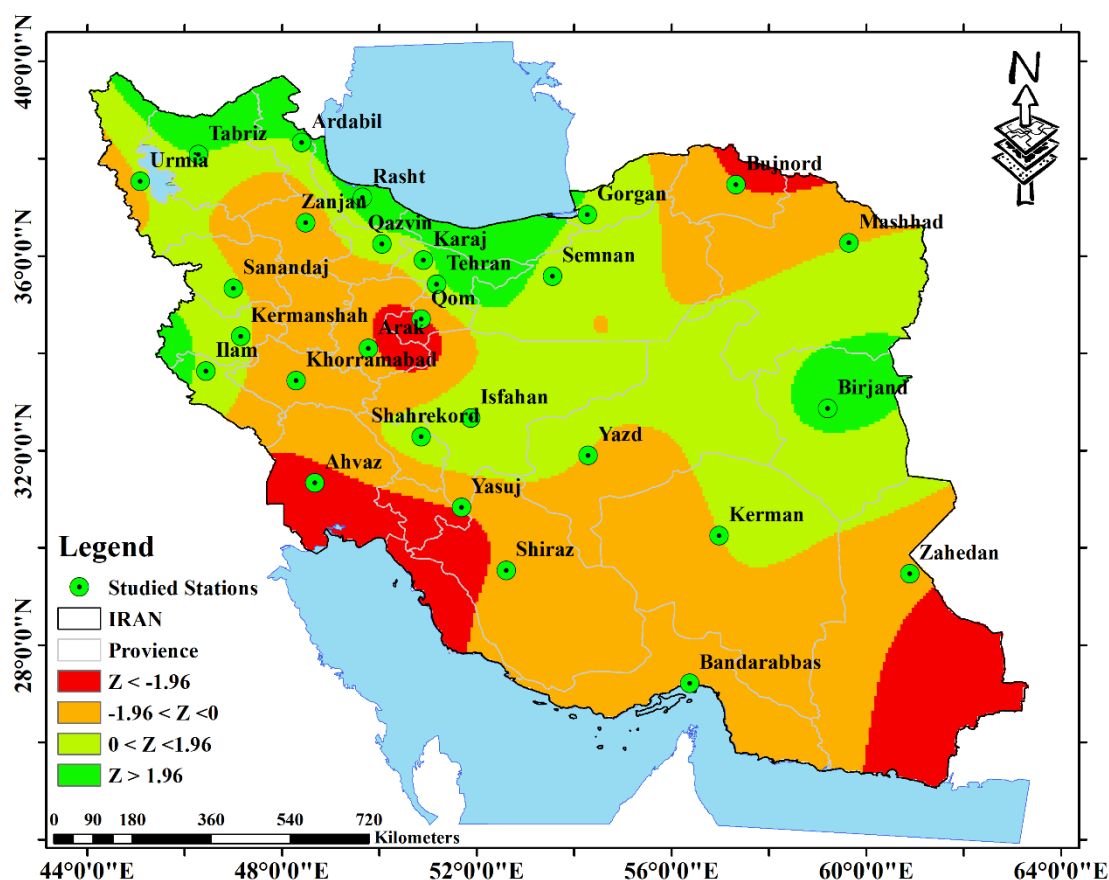 N
Ardabil
Tabriz
Urmia
Rasht
Bujnord
Gorgan
Zanjan
Qazvin
Mashhad
Karaj
Tehran
Semnan
Sanandaj
Qom
Kermanshah
Arak
Ilam
Khorramabad
Birjand
Isfahan
Shahrekord
Yazd
Ahvaz
Yasuj
Kerman
Shiraz
Zahedan
Bandarabbas
Legend
Studied Stations
IRAN
Provience
Z < -1.96
-1.96 < Z <0
0 < Z <1.96
Z > 1.96
0 90 180 360 540 720
Kilometers
40°0'0"N
36°0'0"N
32°0'0"N
28°0'0"N
44°0'0"E 48°0'0"E 52°0'0"E 56°0'0"E 60°0'0"E 64°0'0"E